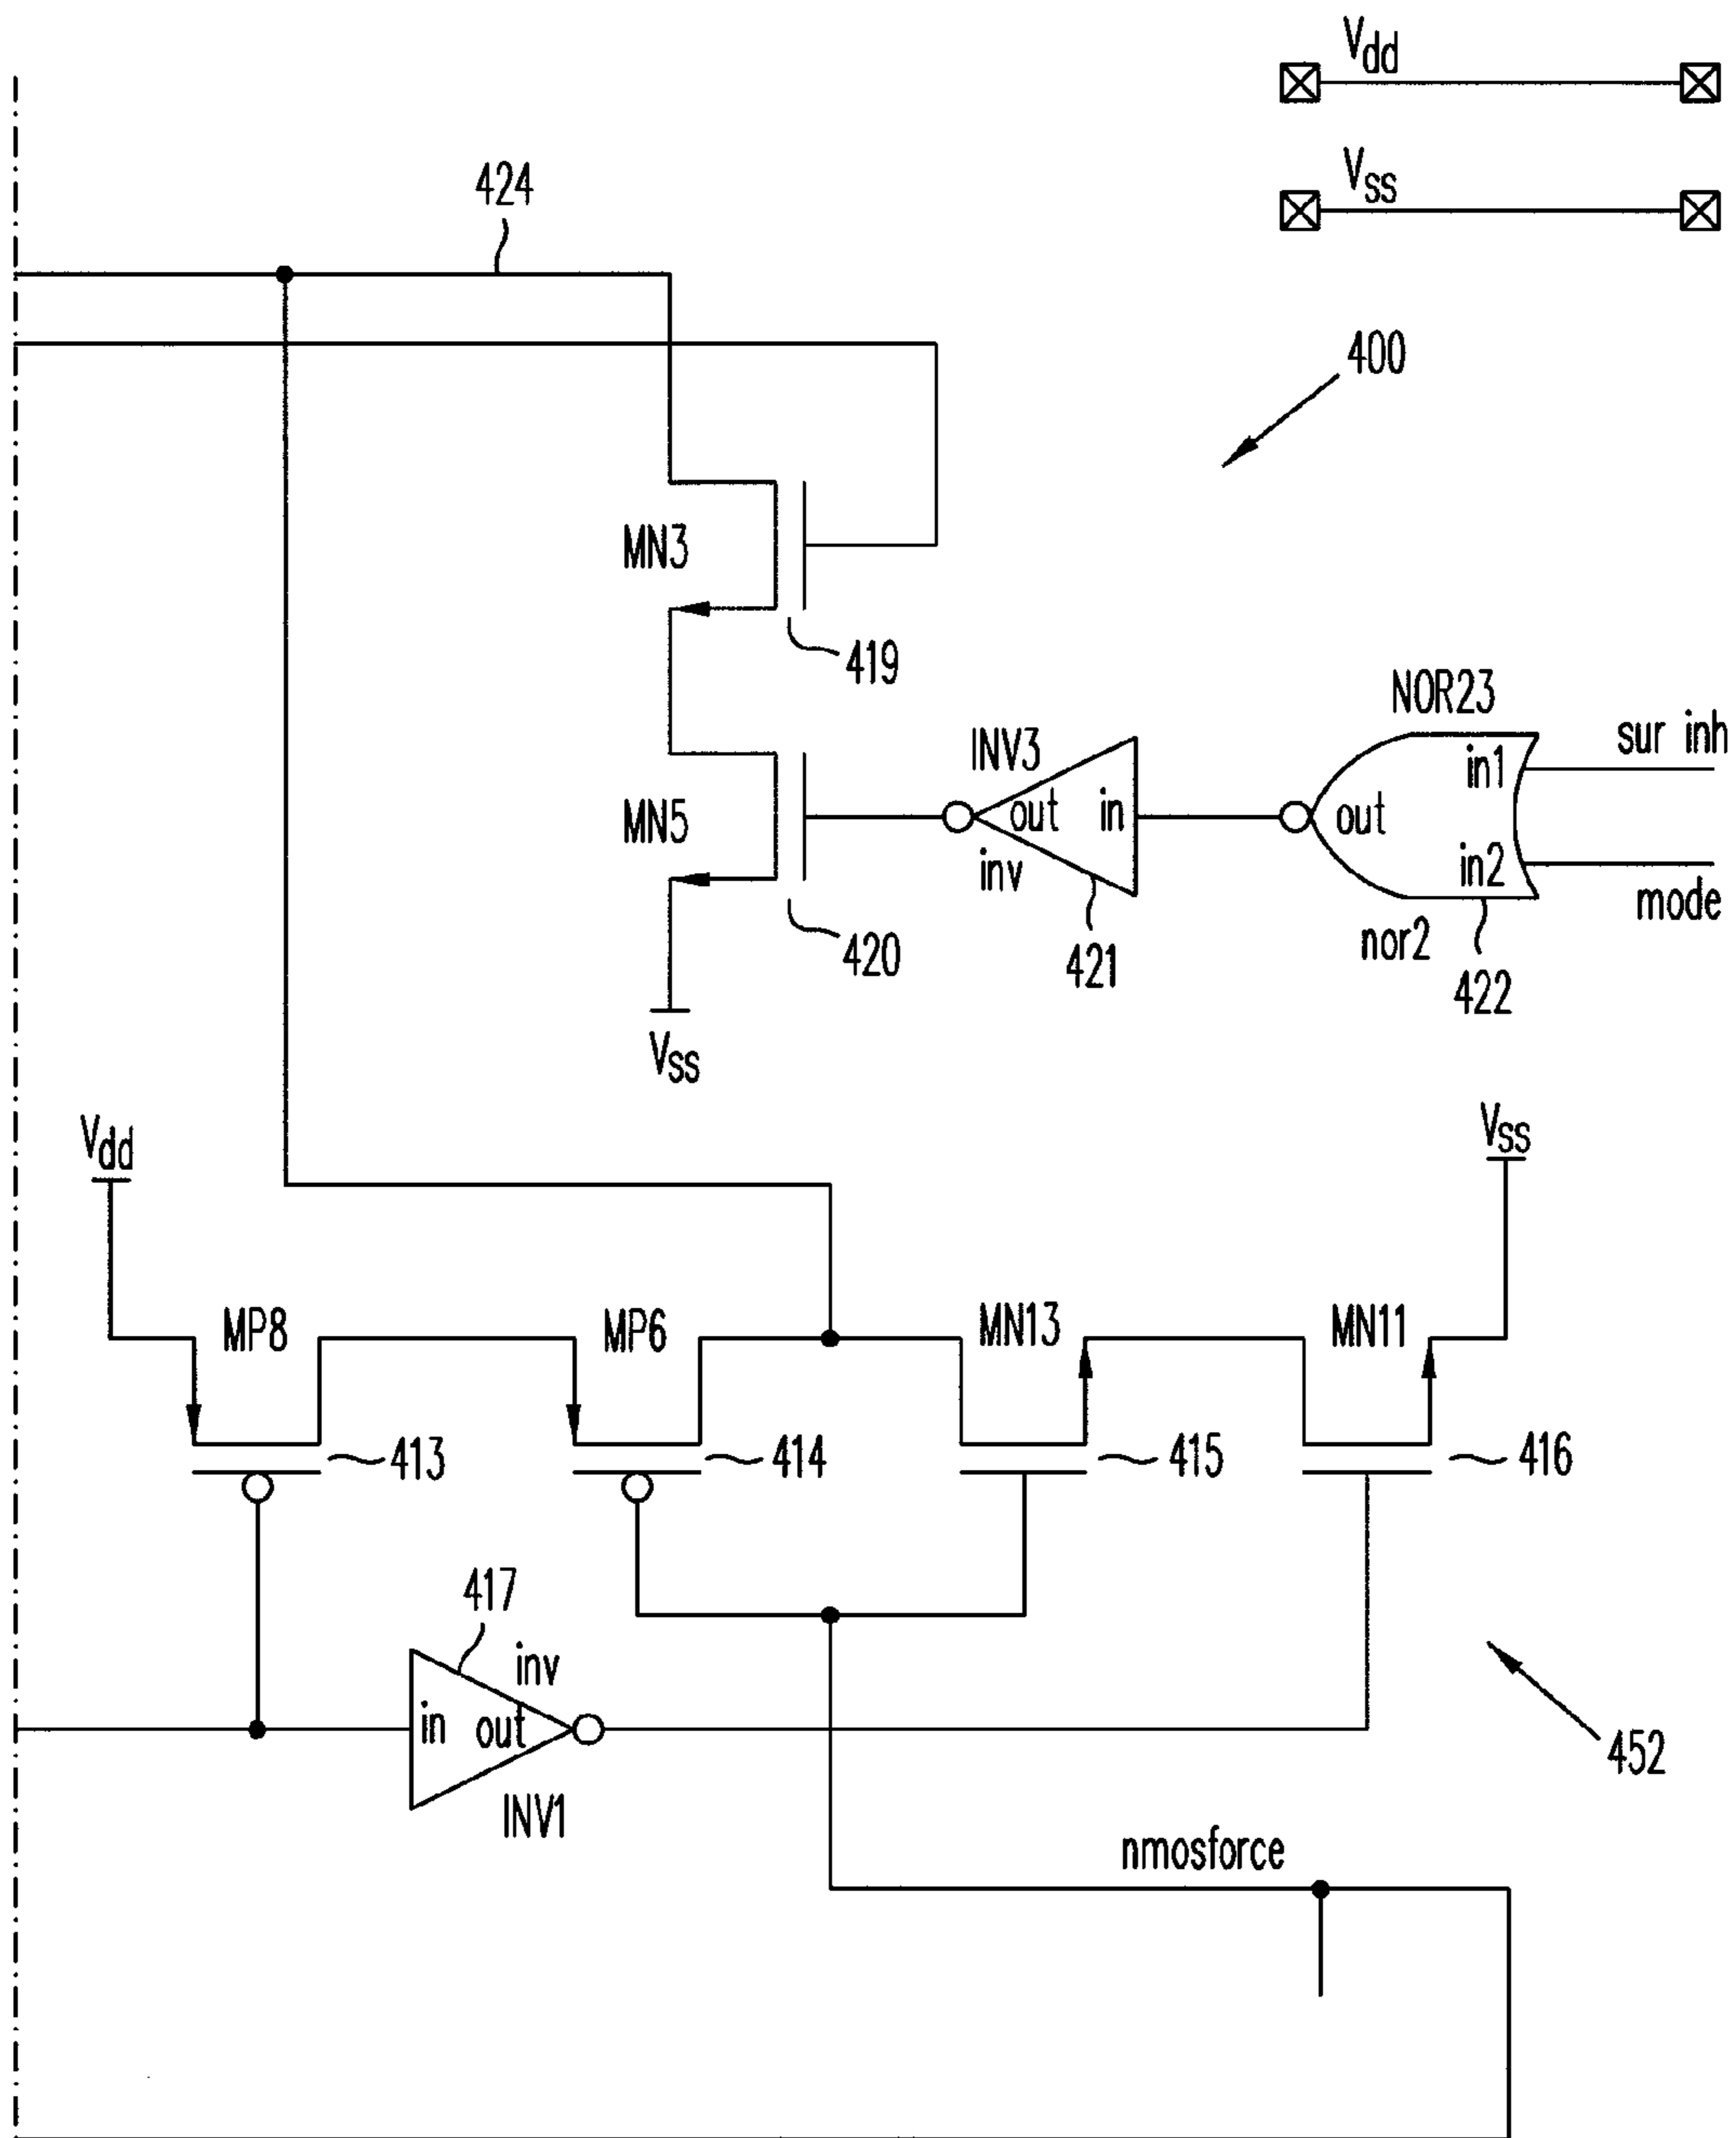 Vdd
Vss
424
400
MN3
419
NOR23
sur inh
in1
INV3
out
in
out
MN5
inv
in2
mode
420
421
nor2
422
Vss
Vdd
Vss
MP8
MP6
MN13
MN11
413
414
415
416
417
inv
in
out
452
INV1
nmosforce